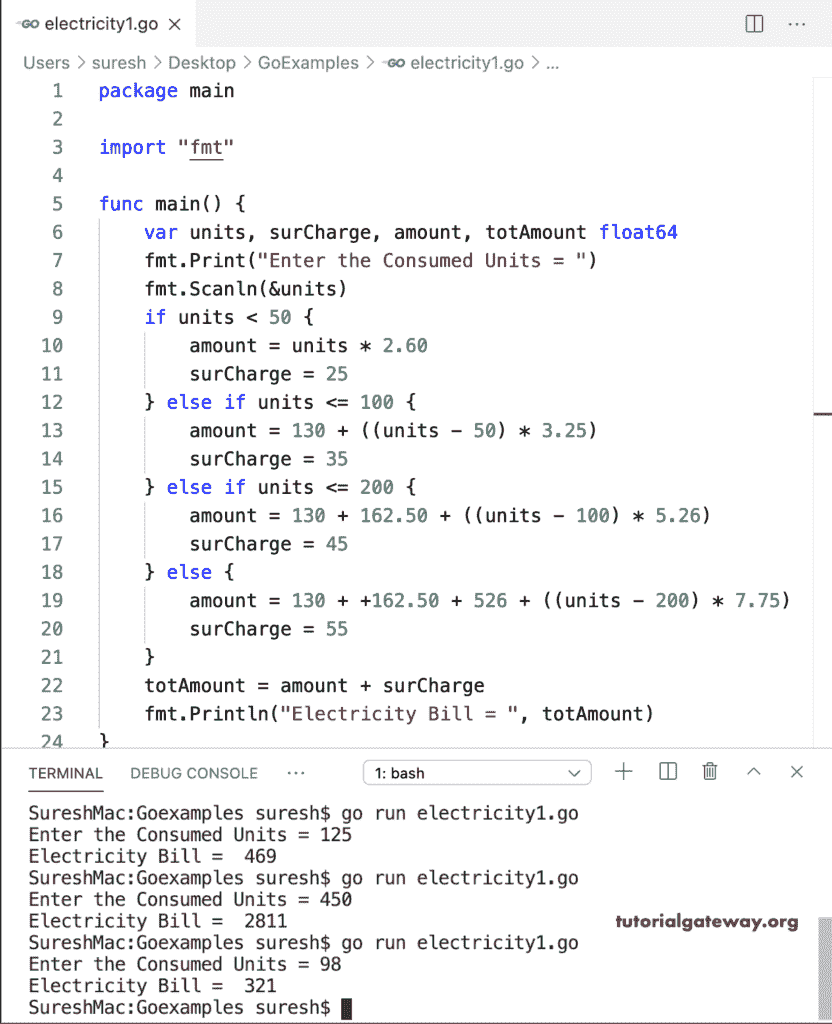 GO electricity1.go ×
Users > suresh > Desktop > GoExamples > GO electricity1.go > ...
1 package main
2
3 import "fmt"
4
5 func main() {
6 var units, surCharge, amount, totAmount float64
7 fmt.Print("Enter the Consumed Units = ")
8 fmt.Scanln(&units)
9 if units < 50 {
10 amount = units * 2.60
11 surCharge = 25
12 } else if units <= 100 {
13 amount = 130 + ((units - 50) * 3.25)
14 surCharge = 35
15 } else if units <= 200 {
16 amount = 130 + 162.50 + ((units - 100) * 5.26)
17 surCharge = 45
18 } else {
19 amount = 130 + +162.50 + 526 + ((units - 200) * 7.75)
20 surCharge = 55
21 }
22 totAmount = amount + surCharge
23 fmt.Println("Electricity Bill = ", totAmount)
24 }
TERMINAL DEBUG CONSOLE ... 1: bash
SureshMac:Goexamples suresh$ go run electricity1.go
Enter the Consumed Units = 125
Electricity Bill =  469
SureshMac:Goexamples suresh$ go run electricity1.go
Enter the Consumed Units = 450
Electricity Bill =  2811
tutorialgateway.org
SureshMac:Goexamples suresh$ go run electricity1.go
Enter the Consumed Units = 98
Electricity Bill =  321
SureshMac:Goexamples suresh$